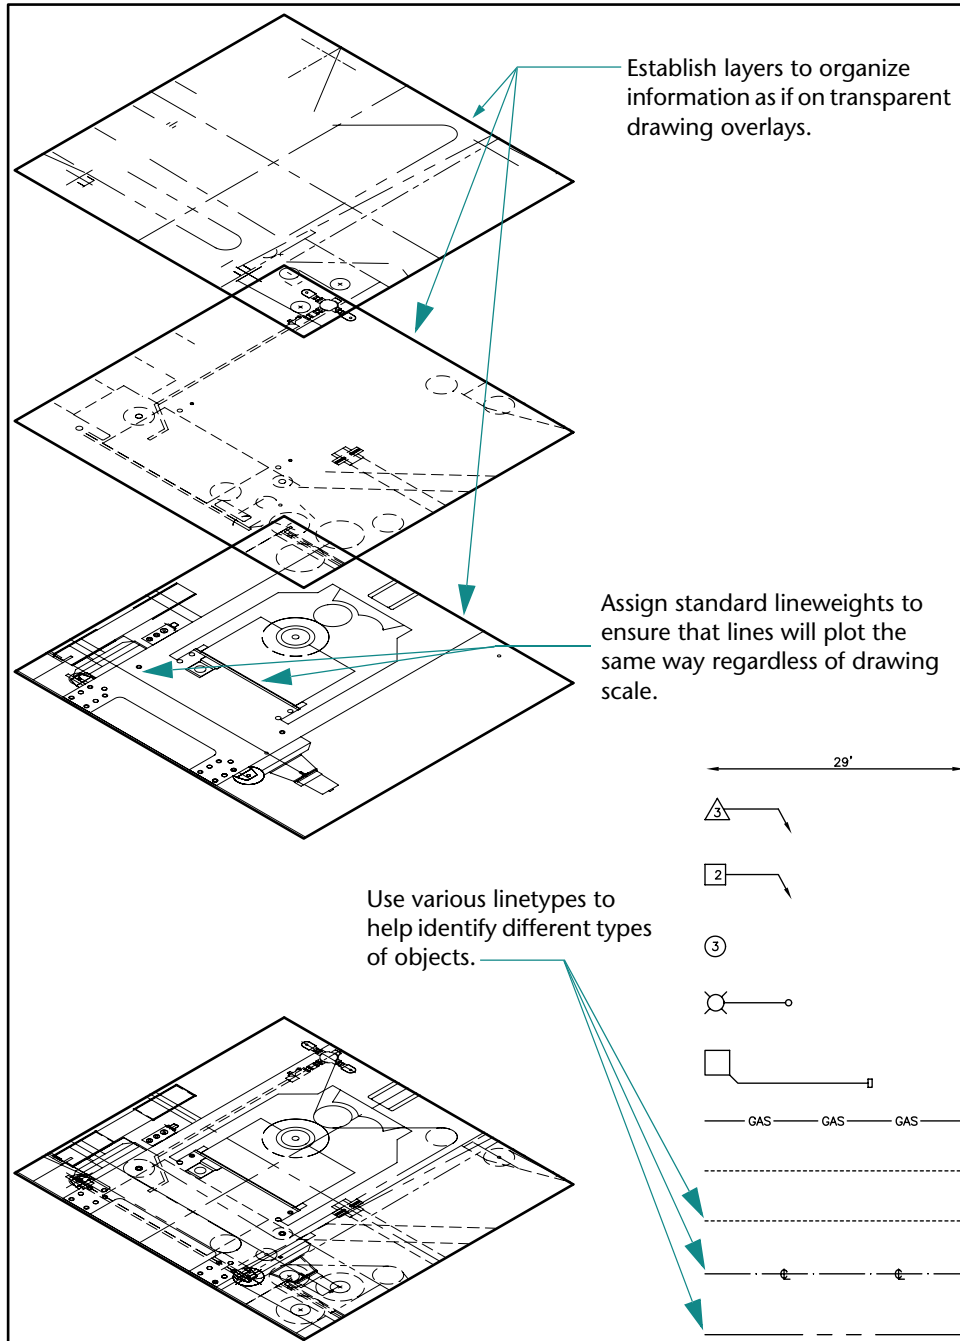 Establish layers to organize
information as if on transparent
drawing overlays.
Assign standard lineweights to
ensure that lines will plot the
same way regardless of drawing
scale.
29'
3
2
Use various linetypes to
help identify different types
of objects.
3
GAS GAS GAS
℄ ℄